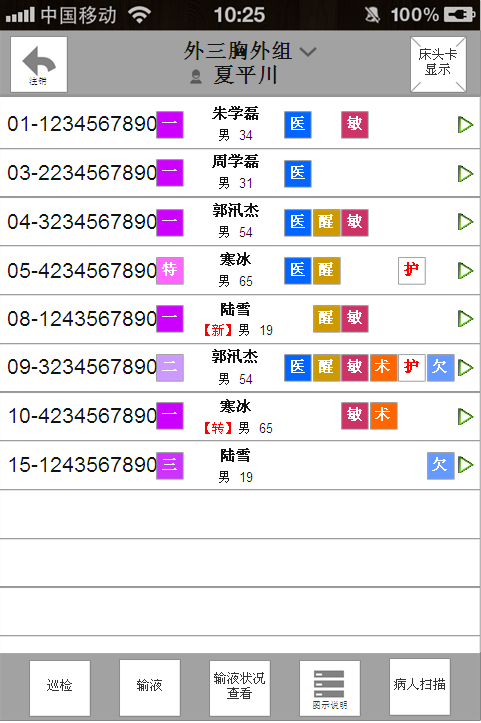 中国移动 10:25 100%
注销 外三胸外组 床头卡显示
夏平川
01-1234567890 一 朱学磊 男 34 医 敏
03-2234567890 一 周学磊 男 31 医
04-3234567890 一 郭汛杰 男 54 医 醒 敏
05-4234567890 特 寒冰 男 65 医 醒 护
08-1243567890 一 陆雪 【新】男 19 醒 敏
09-3234567890 二 郭汛杰 男 54 医 醒 敏 术 护 欠
10-4234567890 一 寒冰 【转】男 65 敏 术
15-1243567890 三 陆雪 男 19 欠
巡检 输液 输液状况查看 图示说明 病人扫描